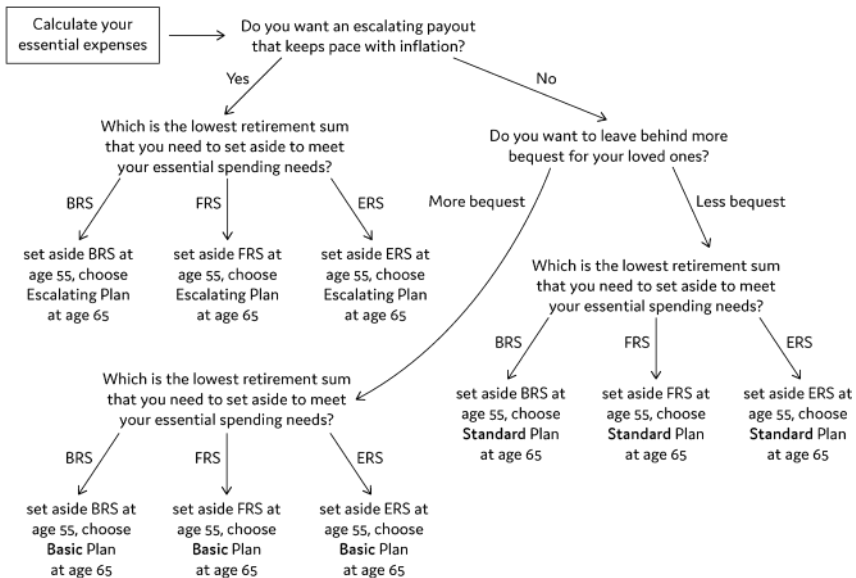 Calculate your
essential expenses
Do you want an escalating payout
that keeps pace with inflation?
Yes
No
Which is the lowest retirement sum
that you need to set aside to meet
your essential spending needs?
Do you want to leave behind more
bequest for your loved ones?
BRS
FRS
ERS
More bequest
Less bequest
set aside BRS at
age 55, choose
Escalating Plan
at age 65
set aside FRS at
age 55, choose
Escalating Plan
at age 65
set aside ERS at
age 55, choose
Escalating Plan
at age 65
Which is the lowest retirement sum
that you need to set aside to meet
your essential spending needs?
BRS
FRS
ERS
set aside BRS at
age 55, choose
Standard Plan
at age 65
set aside FRS at
age 55, choose
Standard Plan
at age 65
set aside ERS at
age 55, choose
Standard Plan
at age 65
Which is the lowest retirement sum
that you need to set aside to meet
your essential spending needs?
BRS
FRS
ERS
set aside BRS at
age 55, choose
Basic Plan
at age 65
set aside FRS at
age 55, choose
Basic Plan
at age 65
set aside ERS at
age 55, choose
Basic Plan
at age 65